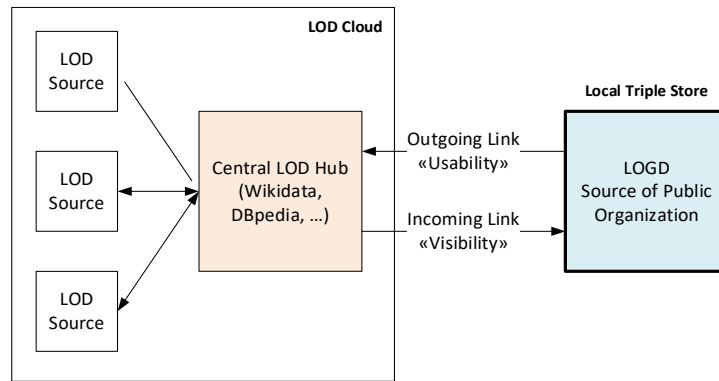 LOD Cloud
LOD
Source
LOD
Source
LOD
Source
Central LOD Hub
(Wikidata,
DBpedia, …)
Outgoing Link
«Usability»
Incoming Link
«Visibility»
Local Triple Store
LOGD
Source of Public
Organization